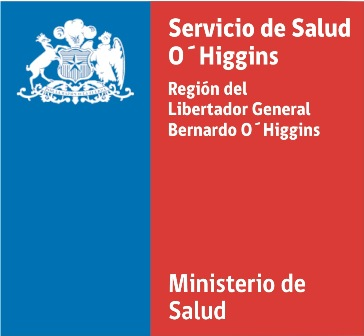 Servicio de Salud
O´Higgins
Región del
Libertador General
Bernardo O´Higgins
Ministerio de
Salud